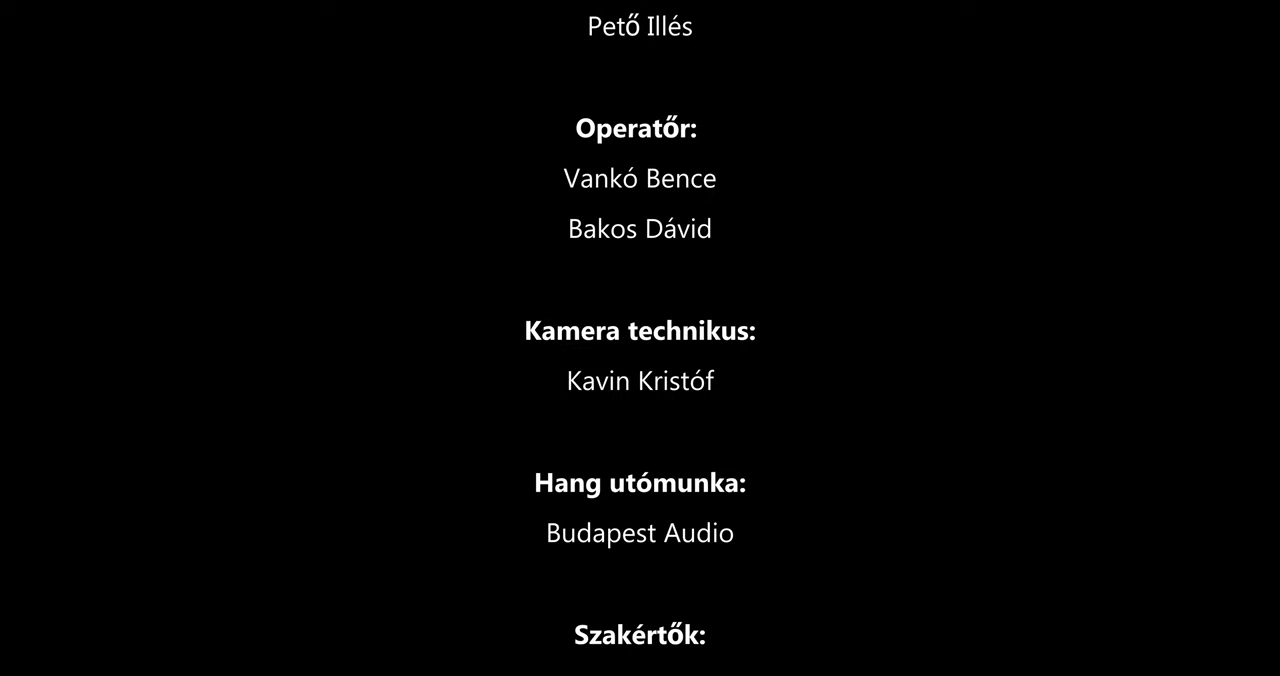 Pető Illés
Operatőr:
Vankó Bence
Bakos Dávid
Kamera technikus:
Kavin Kristóf
Hang utómunka:
Budapest Audio
Szakértők: